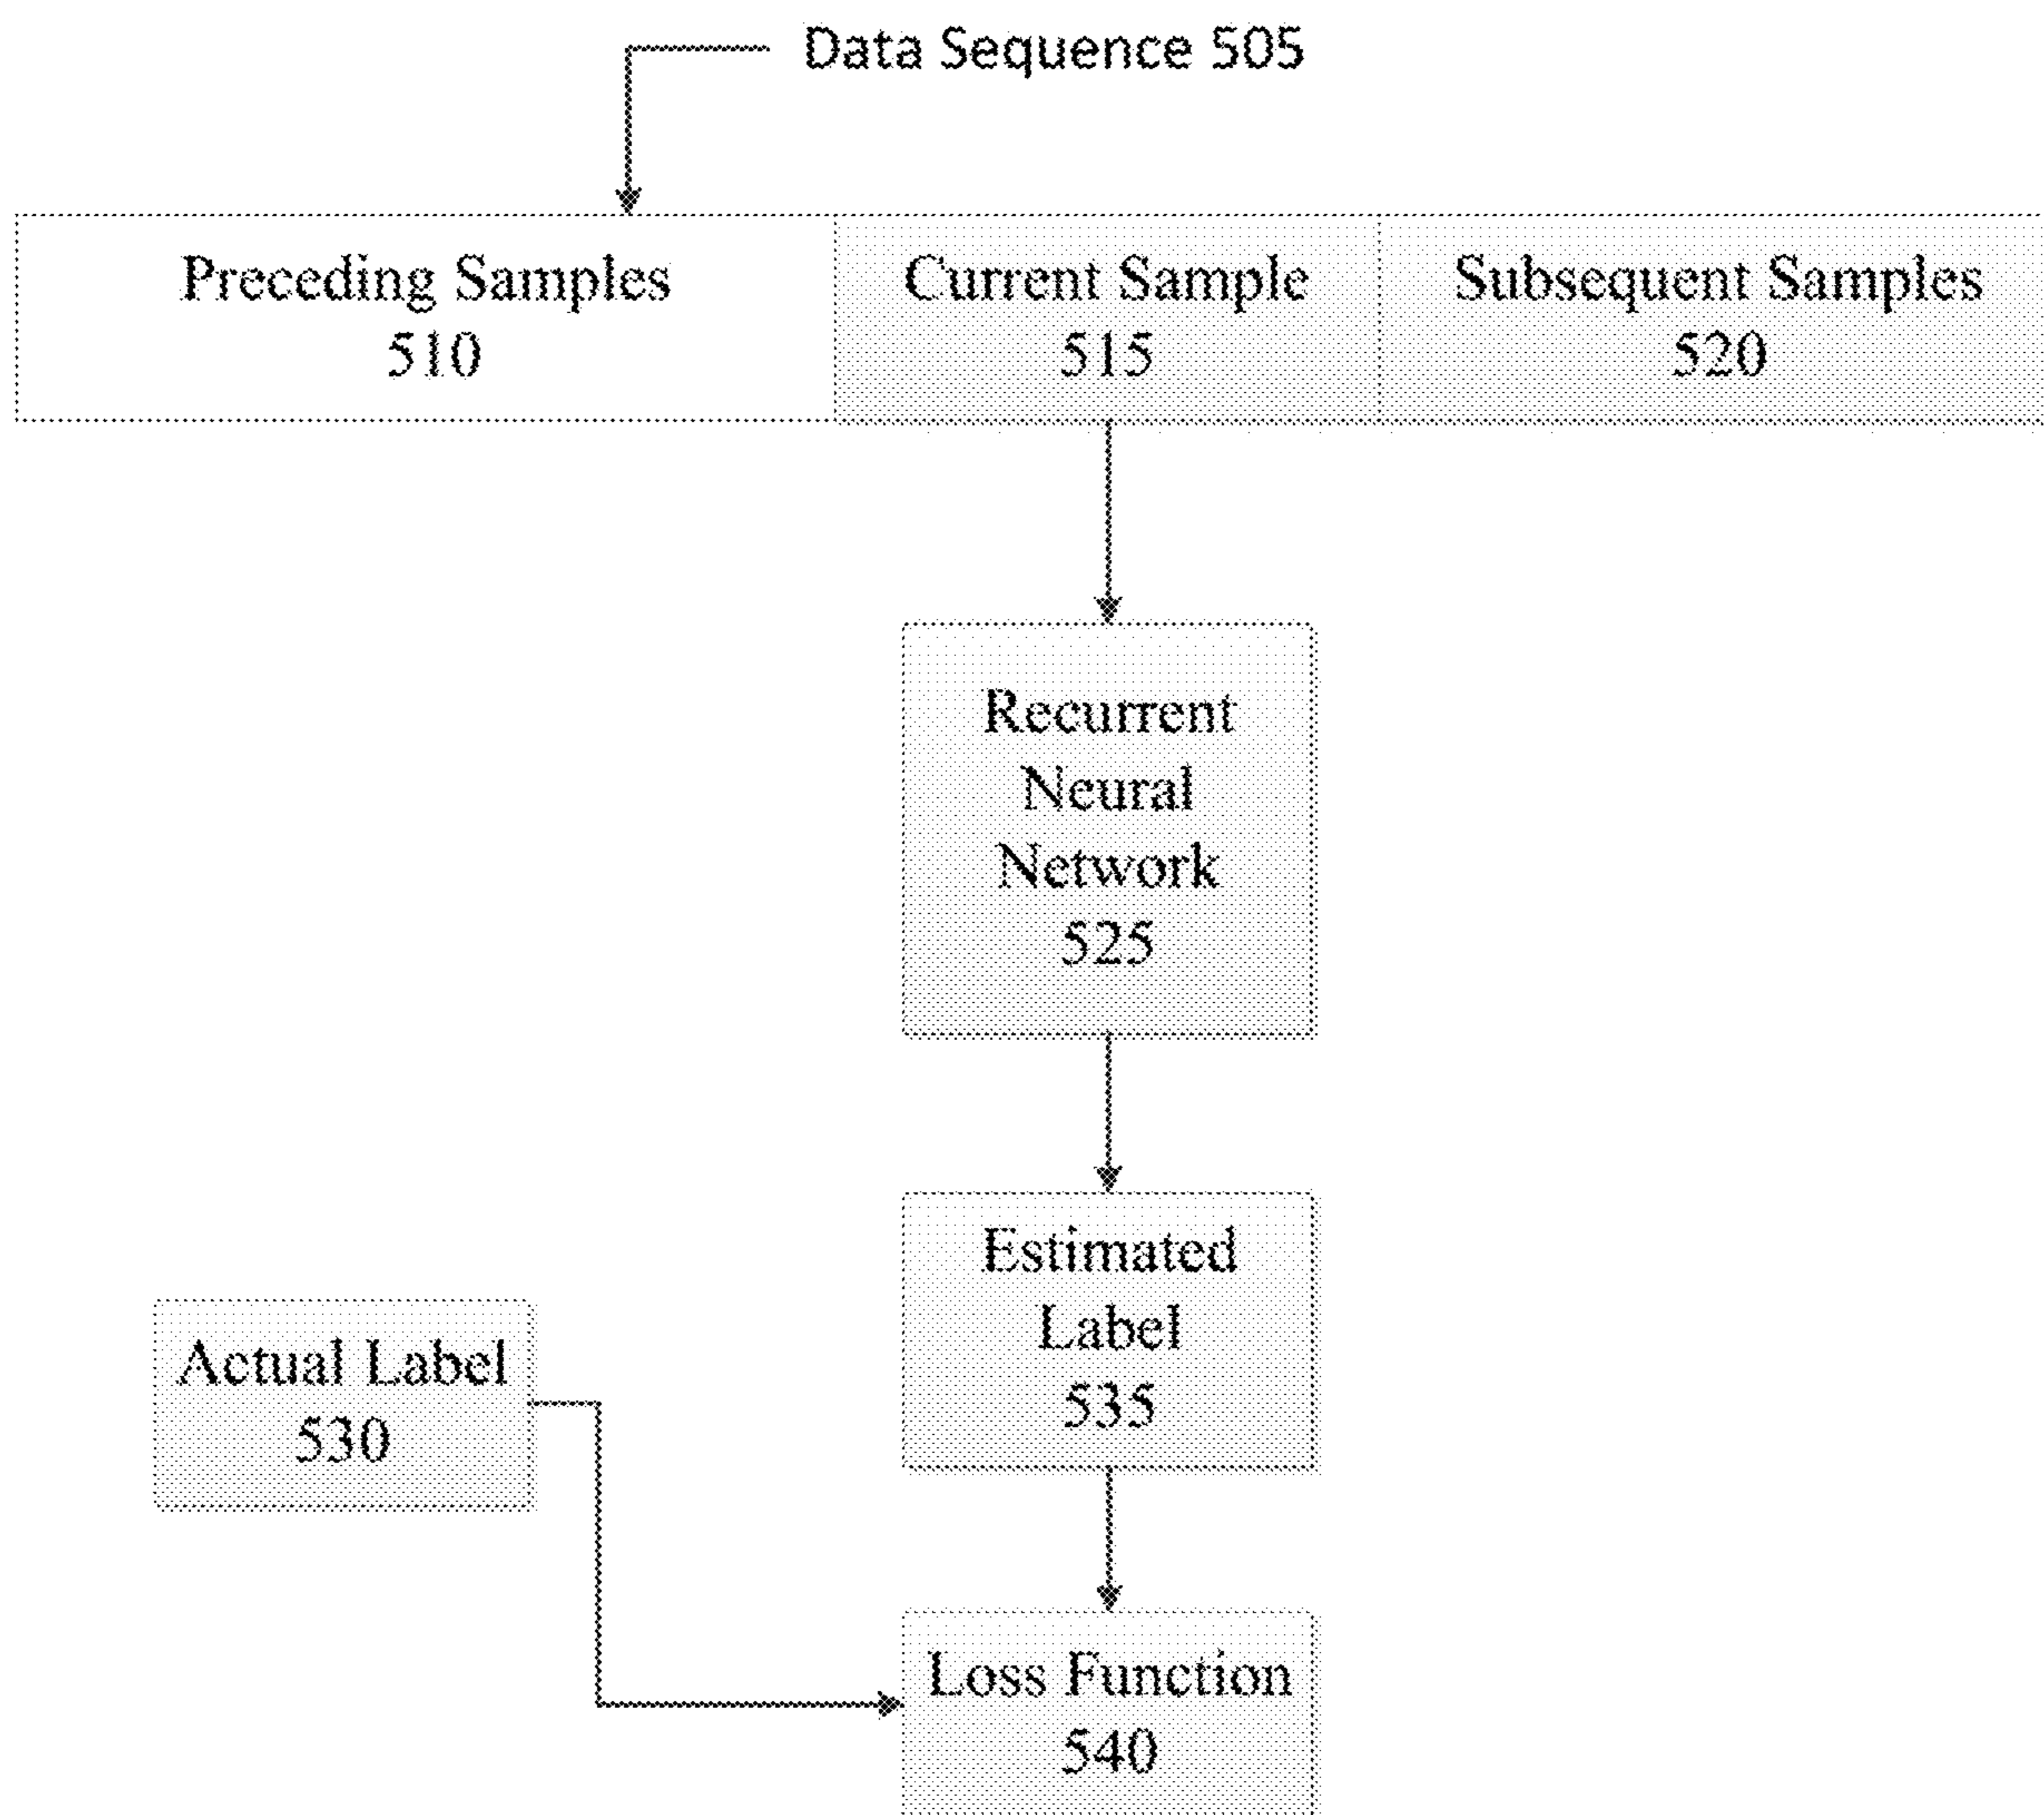 Data Sequence 505
Preceding Samples
510
Current Sample
515
Subsequent Samples
520
Recurrent
Neural
Network
525
Estimated
Label
535
Actual Label
530
Loss Function
540